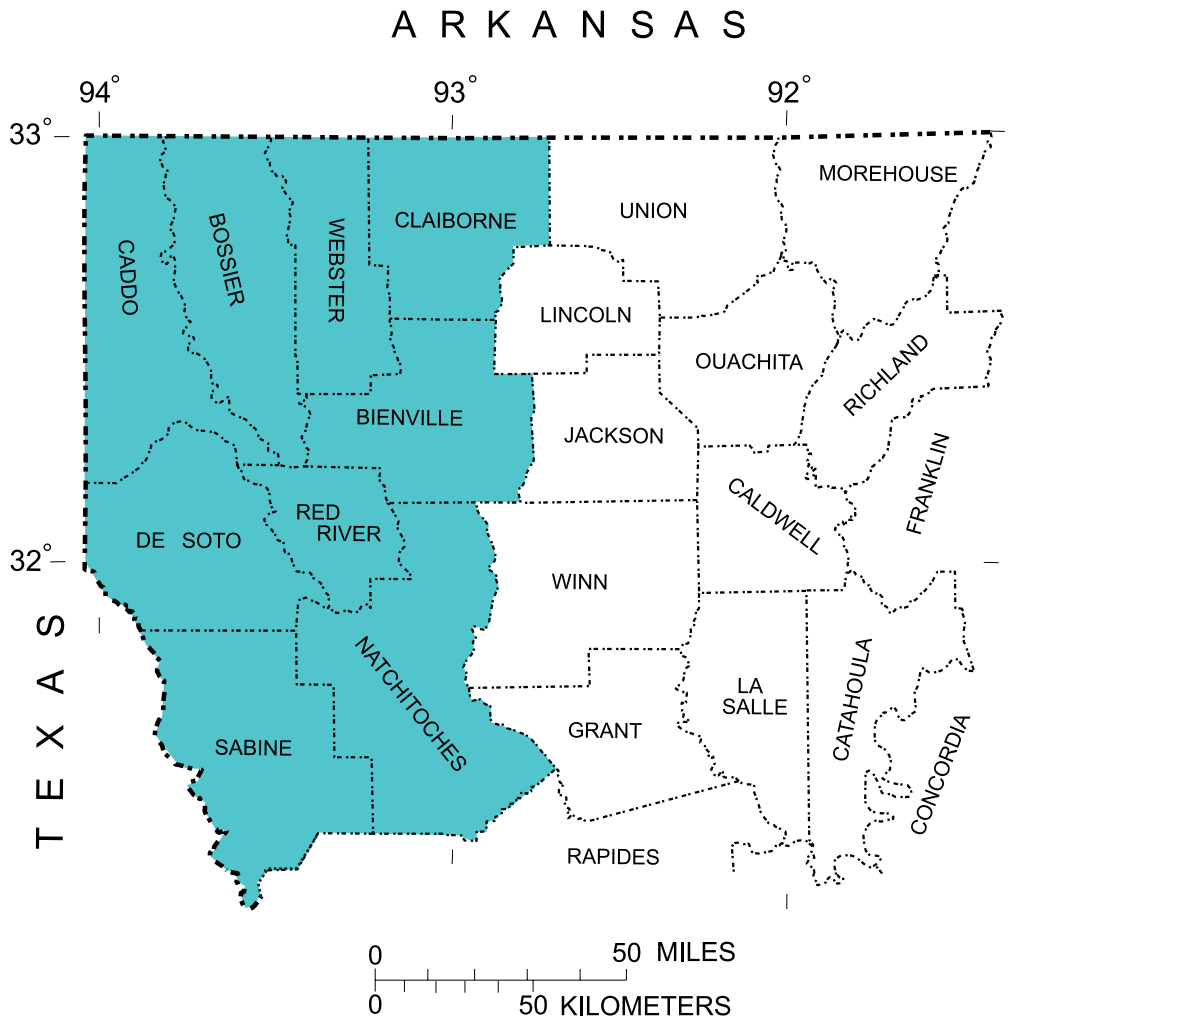 ARKANSAS
94° 93° 92°
33°
MOREHOUSE
UNION
CLAIBORNE
BOSSIER
WEBSTER
CADDO
LINCOLN
OUACHITA
RICHLAND
BIENVILLE
JACKSON
FRANKLIN
CALDWELL
RED
RIVER
DE SOTO
32°
WINN
TEXAS
NATCHITOCHES
LA
SALLE
CATAHOULA
GRANT
SABINE
CONCORDIA
RAPIDES
0 50 MILES
0 50 KILOMETERS